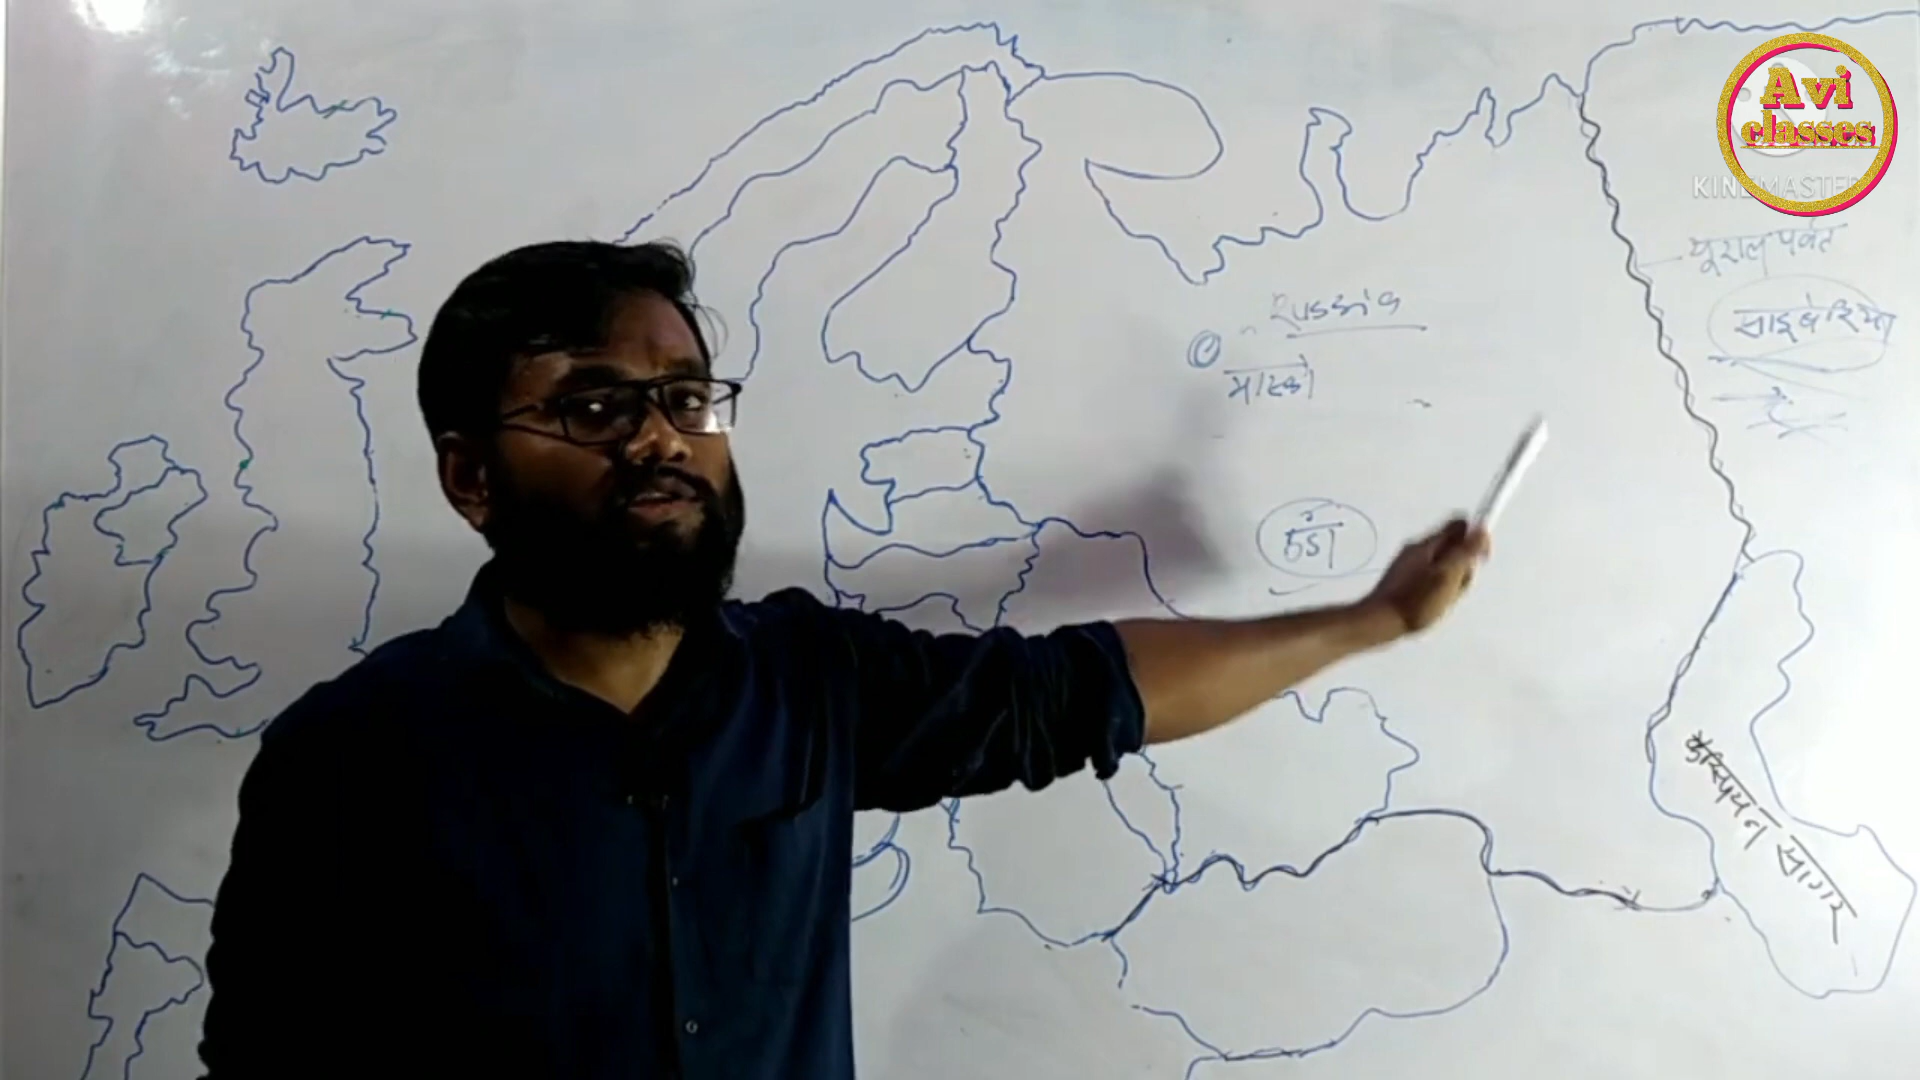 Avi
classes
KINEMASTER
यूराल पर्वत
साइबेरिया
Russia
मास्को
ठंडा
कैस्पियन सागर